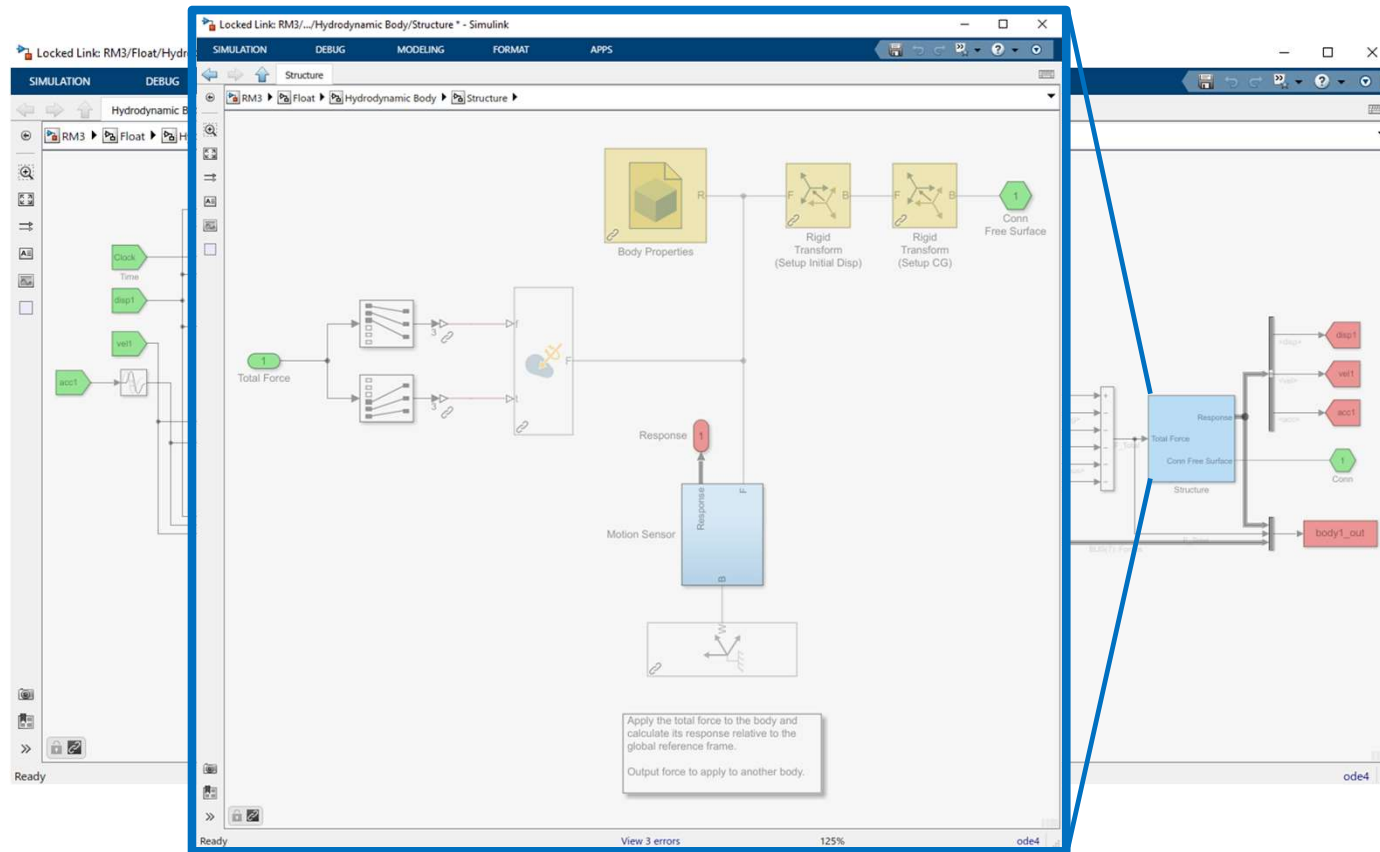 Locked Link: RM3/.../Hydrodynamic Body/Structure * - Simulink
SIMULATION DEBUG MODELING FORMAT APPS
Structure
RM3 Float Hydrodynamic Body Structure
R
Body Properties
F B
Rigid
Transform
(Setup Initial Disp)
F B
Rigid
Transform
(Setup CG)
1
Conn
Free Surface
1
Total Force
3
3
f
t
F
Response
1
Response
F
Motion Sensor
B
W
Apply the total force to the body and
calculate its response relative to the
global reference frame.
Output force to apply to another body.
Ready View 3 errors 125% ode4
Locked Link: RM3/Float/Hydr
SIMULATION DEBUG
Hydrodynamic B
RM3 Float H
Clock
Time
disp1
vel1
acc1
Ready
Response
Total Force
Conn Free Surface
Structure
<disp>
disp1
vel1
acc1
1
Conn
body1_out
ode4